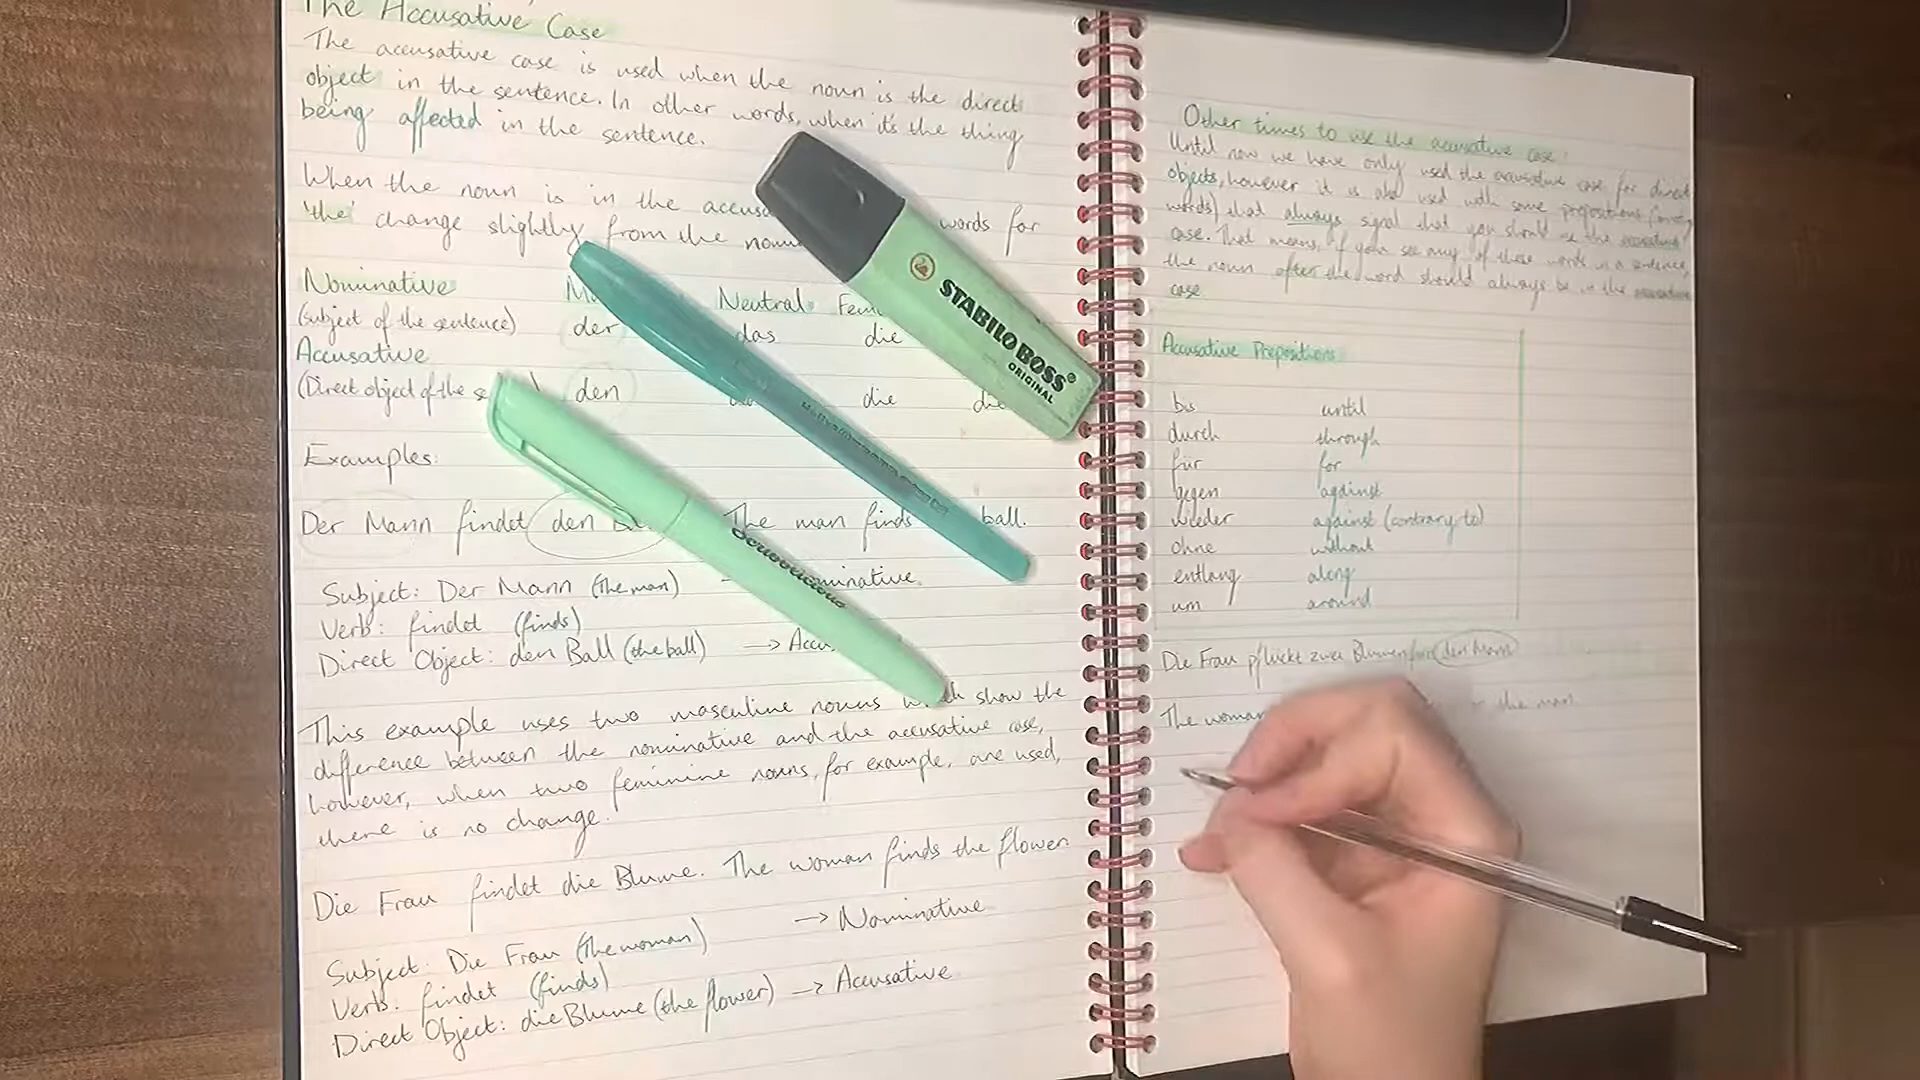 The Accusative Case
The accusative case is used when the noun is the direct
object in the sentence. In other words, when it's the thing
being affected in the sentence.
When the noun is in the words for
'the' change slightly from the
Nominative Neutral
(subject of the sentence) der das die
Accusative
(Direct object of the den die
Examples:
Der Mann findet den The man finds ball.
Subject: Der Mann (the man)
Verb: findet (finds)
Direct Object: den Ball (the ball) →
This example uses two masculine nouns show the
difference between the nominative and the accusative case,
however, when two feminine nouns, for example, are used,
there is no change.
Die Frau findet die Blume. The woman finds the flower
Subject: Die Frau (the woman) → Nominative
Verb: findet (finds)
Direct Object: die Blume (the flower) → Accusative
STABILO BOSS®
ORIGINAL
Other times to use the accusative case:
Until now we have only used the accusative case for direct
objects, however it is also used with some prepositions
words) that always signal that you should use the accusative
case. That means, if you see any of these words in a sentence,
the noun after the word should always be in the accusative
case.
Accusative Prepositions
bis until
durch through
für for
gegen against
wieder against (contrary to)
ohne without
entlang along
um around
Die Frau pflückt zwei Blumen für den Mann
The woman the man